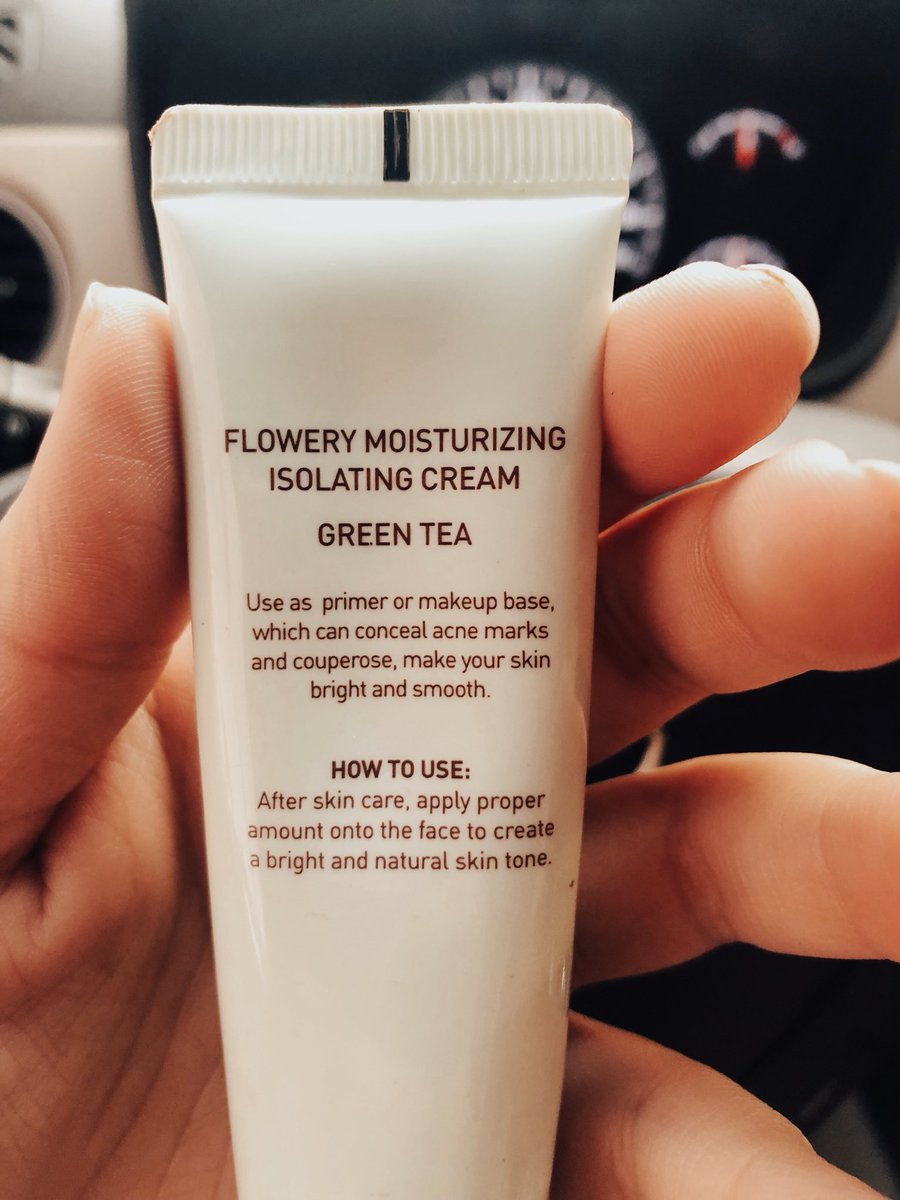 FLOWERY MOISTURIZING
ISOLATING CREAM
GREEN TEA
Use as primer or makeup base,
which can conceal acne marks
and couperose, make your skin
bright and smooth.
HOW TO USE:
After skin care, apply proper
amount onto the face to create
a bright and natural skin tone.